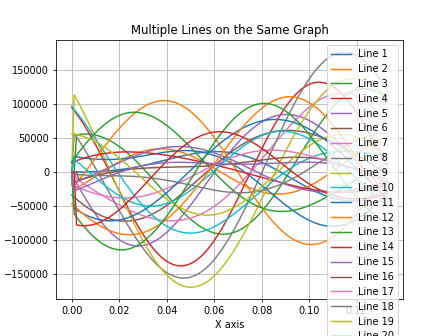 Multiple Lines on the Same Graph
150000
100000
50000
0
−50000
−100000
−150000
0.00 0.02 0.04 0.06 0.08 0.10
X axis
Line 1
Line 2
Line 3
Line 4
Line 5
Line 6
Line 7
Line 8
Line 9
Line 10
Line 11
Line 12
Line 13
Line 14
Line 15
Line 16
Line 17
Line 18
Line 19
Line 20